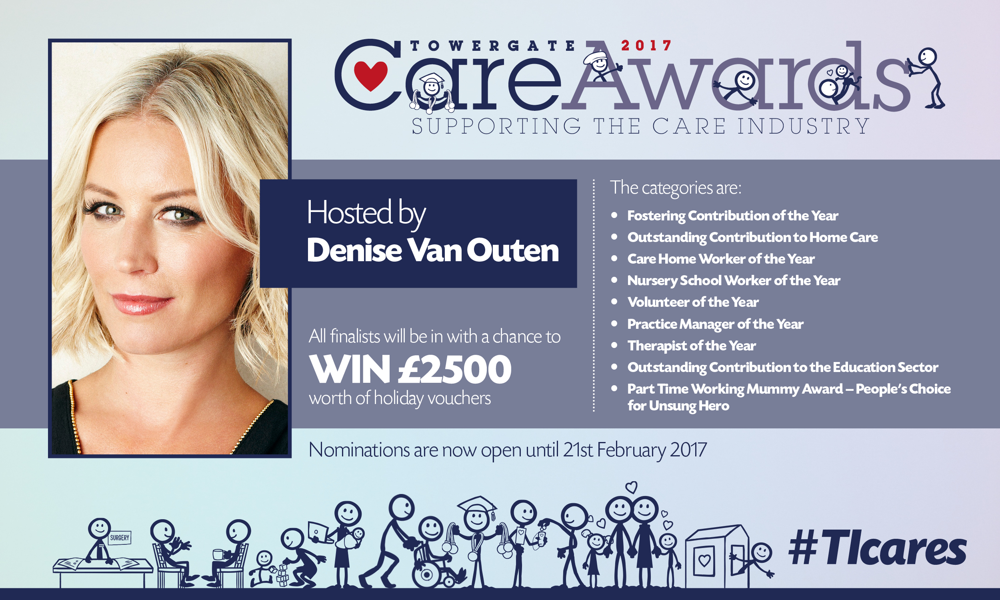 TOWERGATE 2017
Care Awards
SUPPORTING THE CARE INDUSTRY
Hosted by
Denise Van Outen
All finalists will be in with a chance to
WIN £2500
worth of holiday vouchers
The categories are:
• Fostering Contribution of the Year
• Outstanding Contribution to Home Care
• Care Home Worker of the Year
• Nursery School Worker of the Year
• Volunteer of the Year
• Practice Manager of the Year
• Therapist of the Year
• Outstanding Contribution to the Education Sector
• Part Time Working Mummy Award – People's Choice
for Unsung Hero
Nominations are now open until 21st February 2017
SURGERY
#TIcares